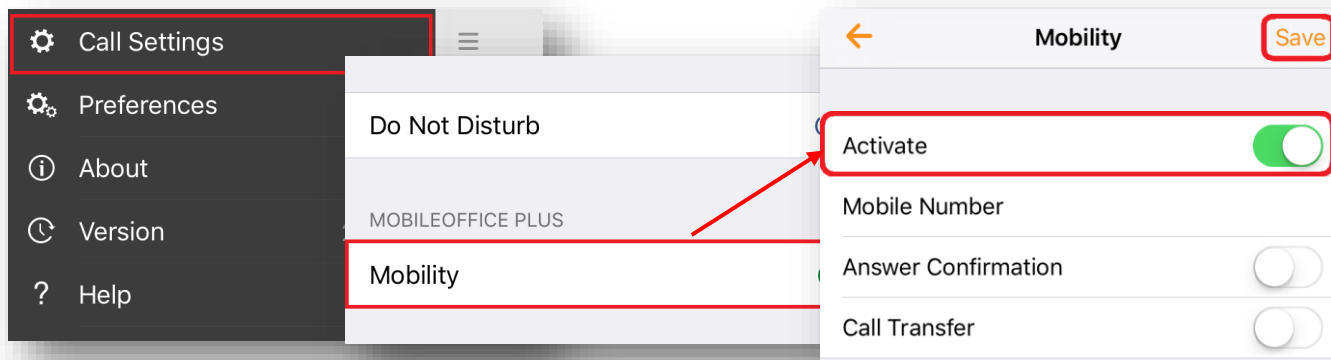 Call Settings
Preferences
About
Version
? Help
Do Not Disturb
MOBILEOFFICE PLUS
Mobility
Mobility
Save
Activate
Mobile Number
Answer Confirmation
Call Transfer